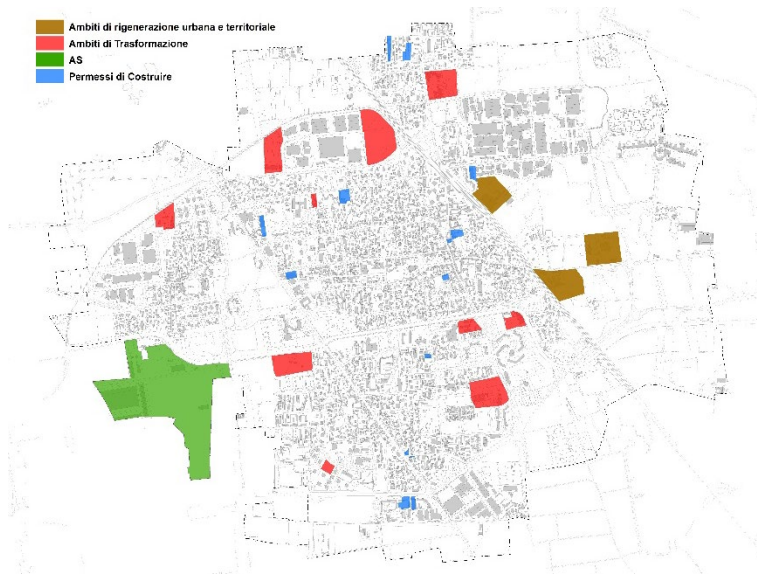 Ambiti di rigenerazione urbana e territoriale
Ambiti di Trasformazione
AS
Permessi di Costruire